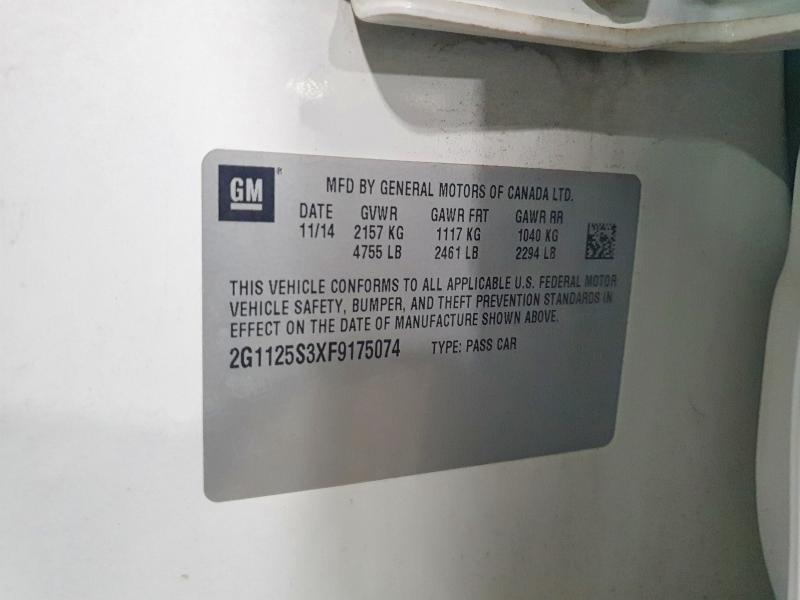 GM®
MFD BY GENERAL MOTORS OF CANADA LTD.
DATE GVWR GAWR FRT GAWR RR
11/14 2157 KG 1117 KG 1040 KG
4755 LB 2461 LB 2294 LB
THIS VEHICLE CONFORMS TO ALL APPLICABLE U.S. FEDERAL MOTOR
VEHICLE SAFETY, BUMPER, AND THEFT PREVENTION STANDARDS IN
EFFECT ON THE DATE OF MANUFACTURE SHOWN ABOVE.
2G1125S3XF9175074 TYPE: PASS CAR